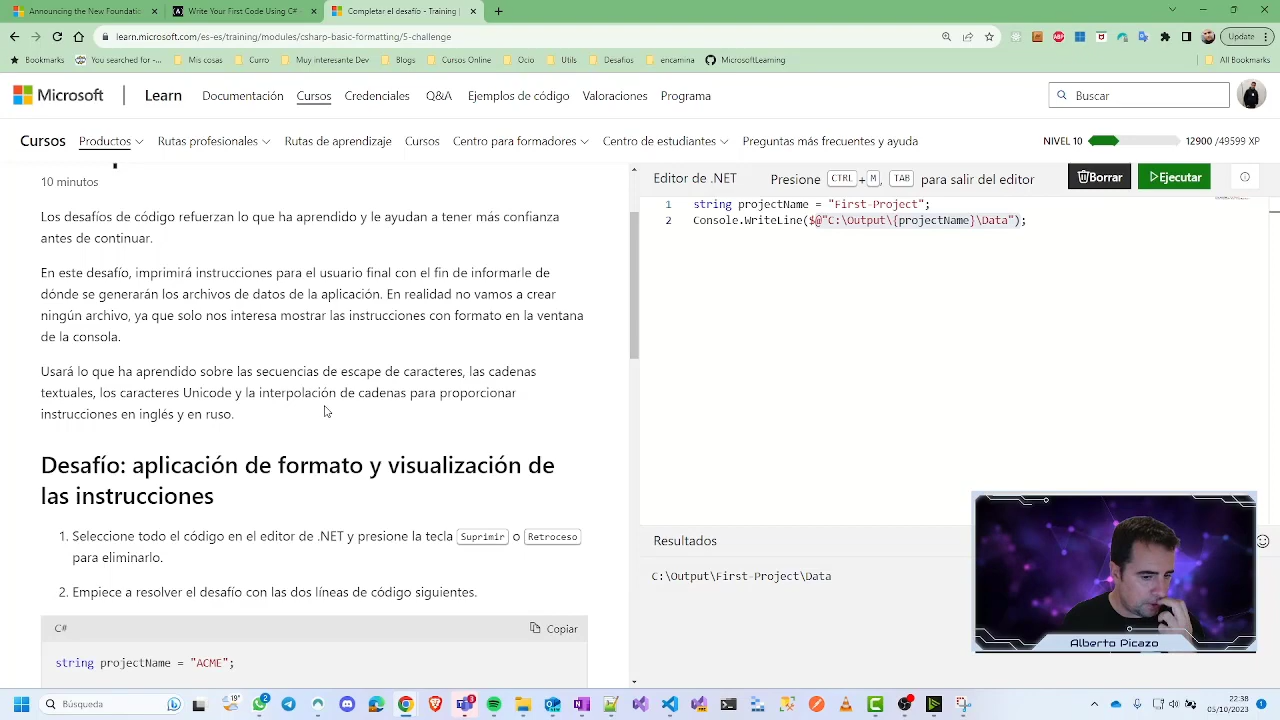 Announcing the New Foundatic
Write Your First Code Using C#
Completar el desafío - Training |
learn.microsoft.com/es-es/training/modules/csharp-basic-formatting/5-challenge
Update
Bookmarks
You searched for -...
Mis cosas
Curro
Muy interesante Dev
Blogs
Cursos Online
Ocio
Utils
Desafios
encamina
MicrosoftLearning
All Bookmarks
Microsoft
Learn
Documentación
Cursos
Credenciales
Q&A
Ejemplos de código
Valoraciones
Programa
Buscar
Cursos
Productos
Rutas profesionales
Rutas de aprendizaje
Cursos
Centro para formadores
Centro de estudiantes
Preguntas más frecuentes y ayuda
NIVEL 10
12900 /49599 XP
10 minutos
Los desafíos de código refuerzan lo que ha aprendido y le ayudan a tener más confianza
antes de continuar.
En este desafío, imprimirá instrucciones para el usuario final con el fin de informarle de
dónde se generarán los archivos de datos de la aplicación. En realidad no vamos a crear
ningún archivo, ya que solo nos interesa mostrar las instrucciones con formato en la ventana
de la consola.
Usará lo que ha aprendido sobre las secuencias de escape de caracteres, las cadenas
textuales, los caracteres Unicode y la interpolación de cadenas para proporcionar
instrucciones en inglés y en ruso.
Desafío: aplicación de formato y visualización de
las instrucciones
1. Seleccione todo el código en el editor de .NET y presione la tecla Suprimir o Retroceso
para eliminarlo.
2. Empiece a resolver el desafío con las dos líneas de código siguientes.
C#
Copiar
string projectName = "ACME";
Editor de .NET
Presione CTRL + M, TAB para salir del editor
Borrar
Ejecutar
1 string projectName = "First-Project";
2 Console.WriteLine($@"C:\Output\{projectName}\Data");
Resultados
C:\Output\First-Project\Data
Alberto Picazo
Búsqueda
19°
2
3
22:38
05/10/2023